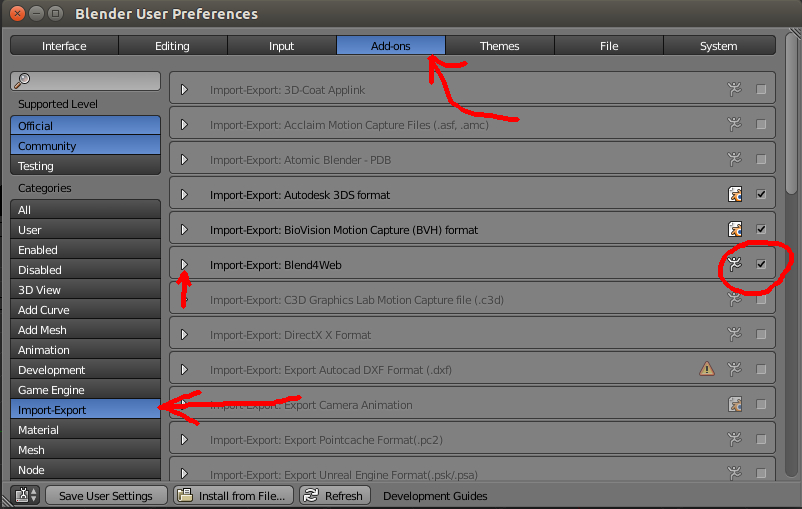 Blender User Preferences
Interface Editing Input Add-ons Themes File System
Supported Level
Official
Community
Testing
Categories
All
User
Enabled
Disabled
3D View
Add Curve
Add Mesh
Animation
Development
Game Engine
Import-Export
Material
Mesh
Node
Import-Export: 3D-Coat Applink
Import-Export: Acclaim Motion Capture Files (.asf, .amc)
Import-Export: Atomic Blender - PDB
Import-Export: Autodesk 3DS format
Import-Export: BioVision Motion Capture (BVH) format
Import-Export: Blend4Web
Import-Export: C3D Graphics Lab Motion Capture file (.c3d)
Import-Export: DirectX X Format
Import-Export: Export Autocad DXF Format (.dxf)
Import-Export: Export Camera Animation
Import-Export: Export Pointcache Format(.pc2)
Import-Export: Export Unreal Engine Format(.psk/.psa)
Save User Settings Install from File... Refresh Development Guides